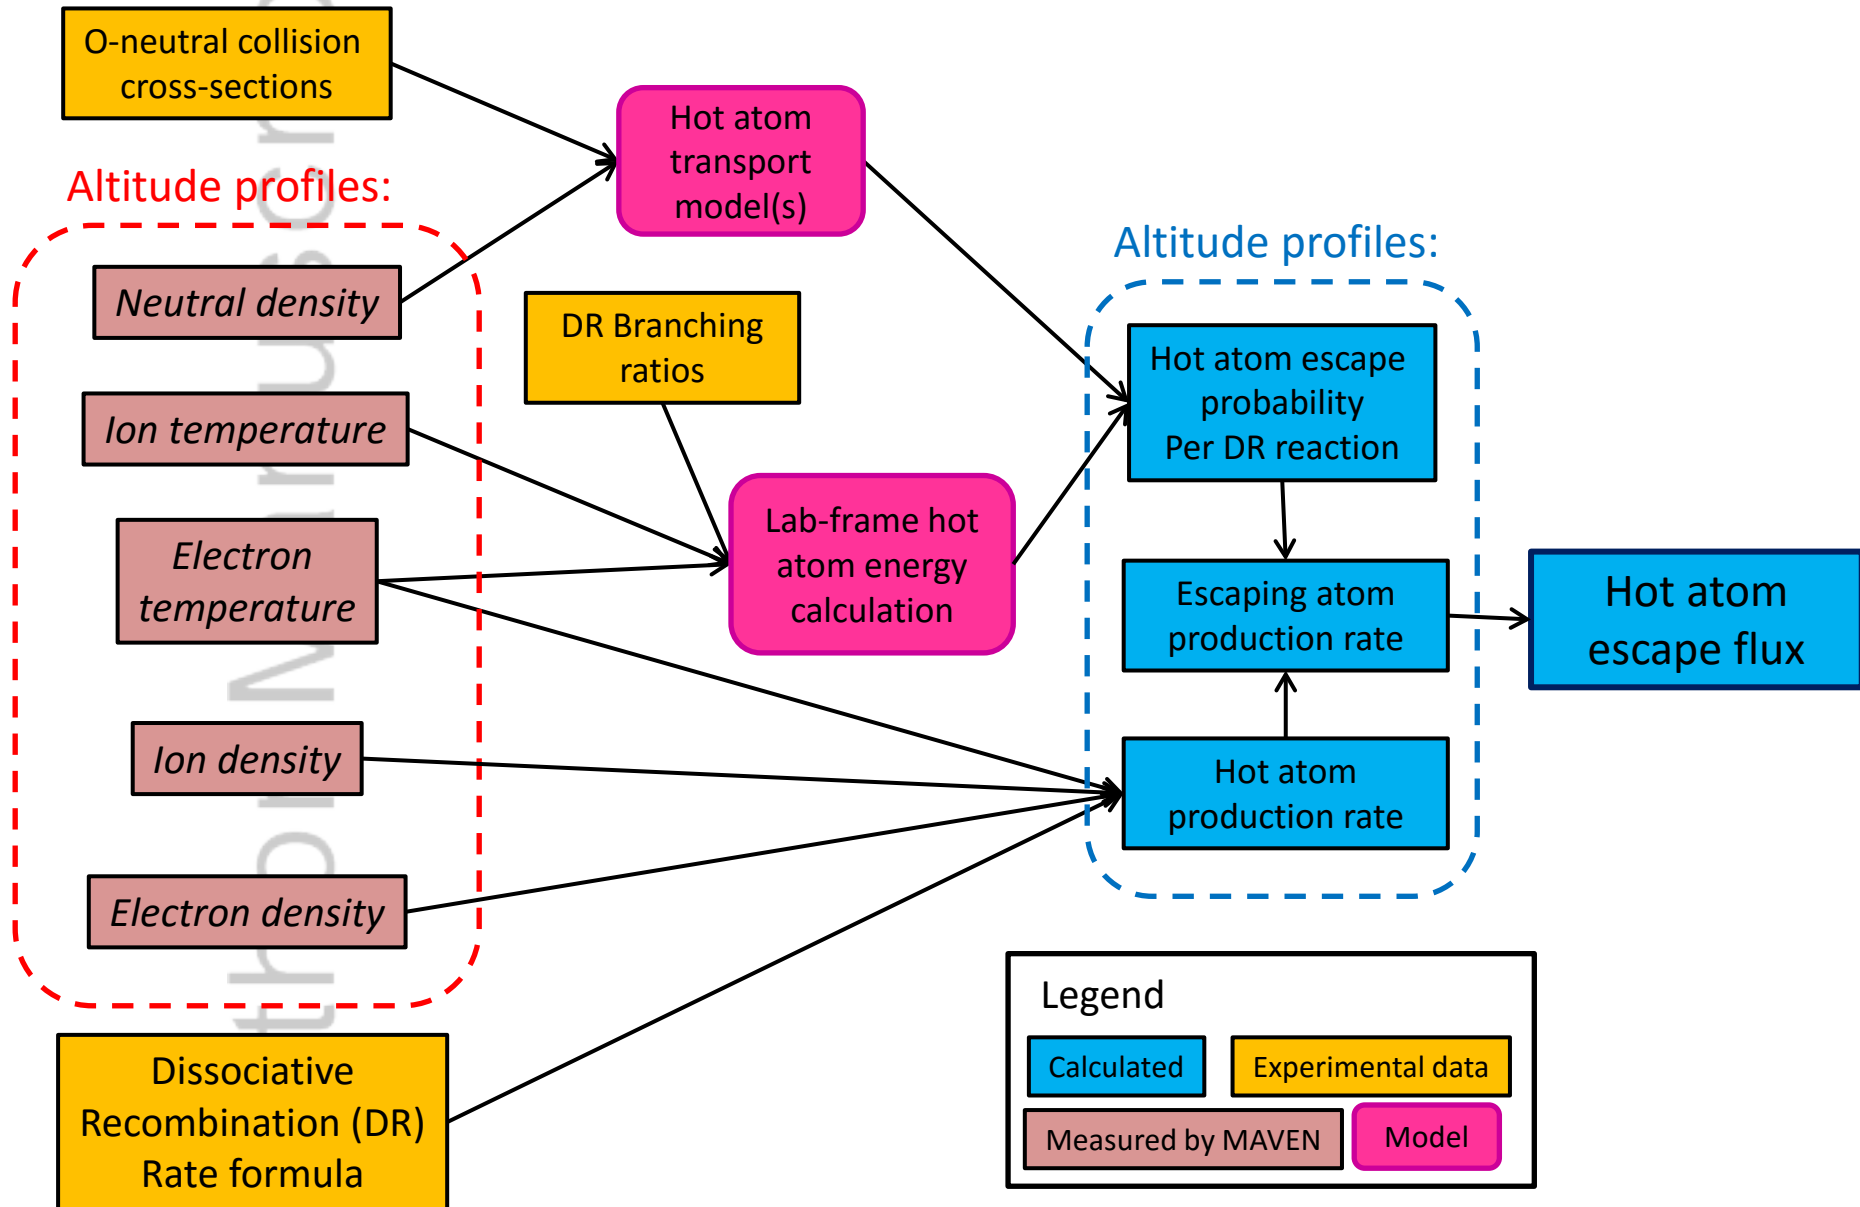 O-neutral collision
cross-sections
Hot atom
transport
model(s)
Altitude profiles:
Neutral density
Ion temperature
Electron
temperature
Ion density
Electron density
DR Branching
ratios
Lab-frame hot
atom energy
calculation
Altitude profiles:
Hot atom escape
probability
Per DR reaction
Escaping atom
production rate
Hot atom
production rate
Hot atom
escape flux
Dissociative
Recombination (DR)
Rate formula
Legend
Calculated
Experimental data
Measured by MAVEN
Model